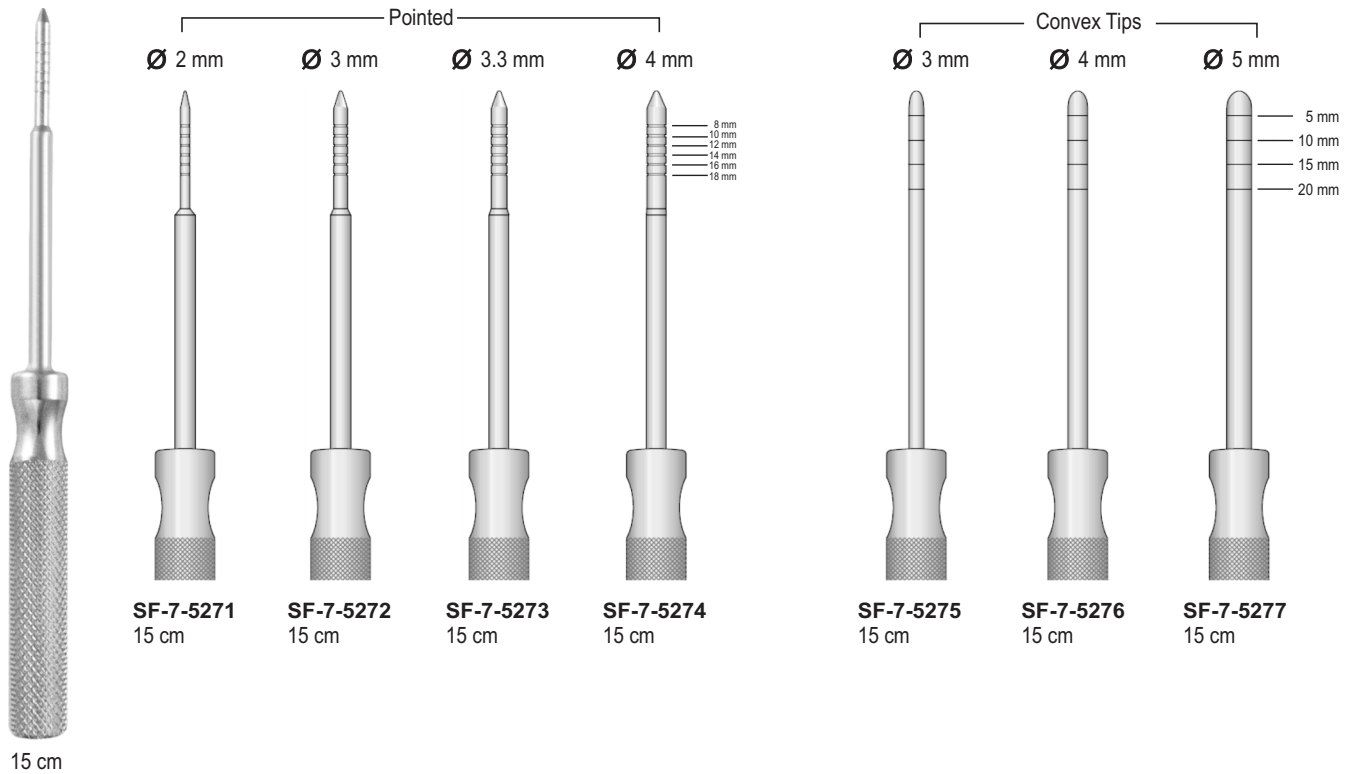 Pointed
Ø 2 mm
Ø 3 mm
Ø 3.3 mm
Ø 4 mm
8 mm
10 mm
12 mm
14 mm
16 mm
18 mm
SF-7-5271
15 cm
SF-7-5272
15 cm
SF-7-5273
15 cm
SF-7-5274
15 cm
Convex Tips
Ø 3 mm
Ø 4 mm
Ø 5 mm
5 mm
10 mm
15 mm
20 mm
SF-7-5275
15 cm
SF-7-5276
15 cm
SF-7-5277
15 cm
15 cm